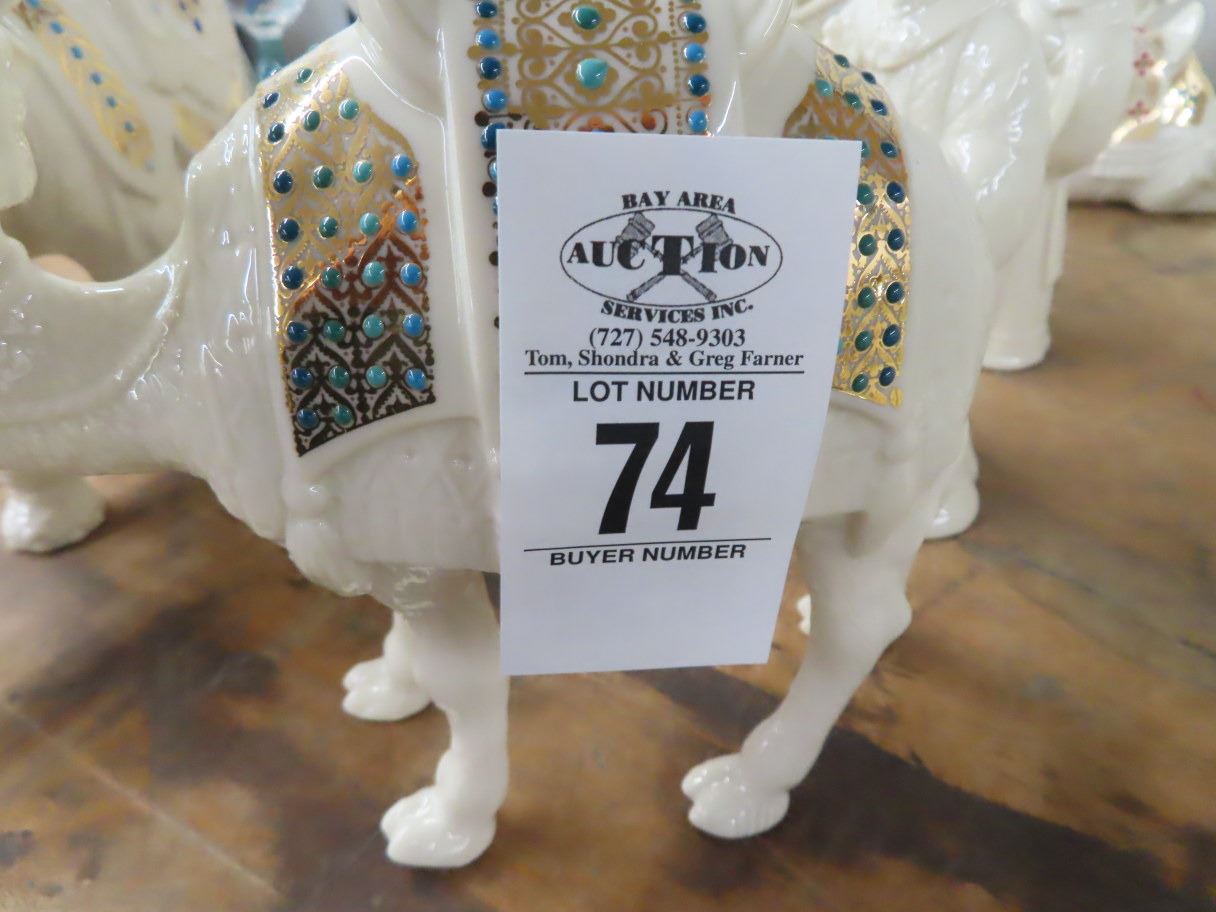 BAY AREA
AUCTION
SERVICES INC.
(727) 548-9303
Tom, Shondra & Greg Farner
LOT NUMBER
74
BUYER NUMBER